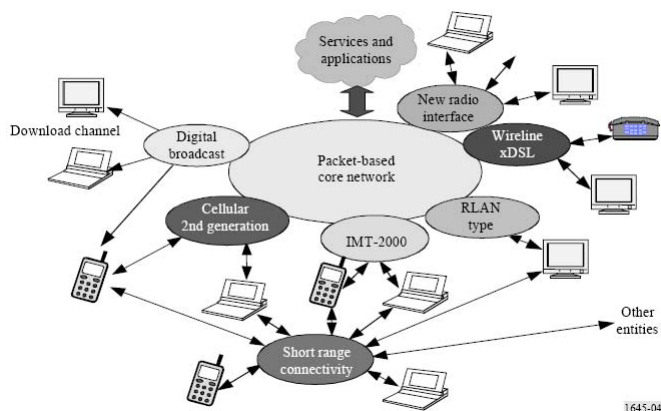 Services and
applications
New radio
interface
Download channel
Digital
broadcast
Wireline
xDSL
Packet-based
core network
Cellular
2nd generation
RLAN
type
IMT-2000
Other
entities
Short range
connectivity
1645-04